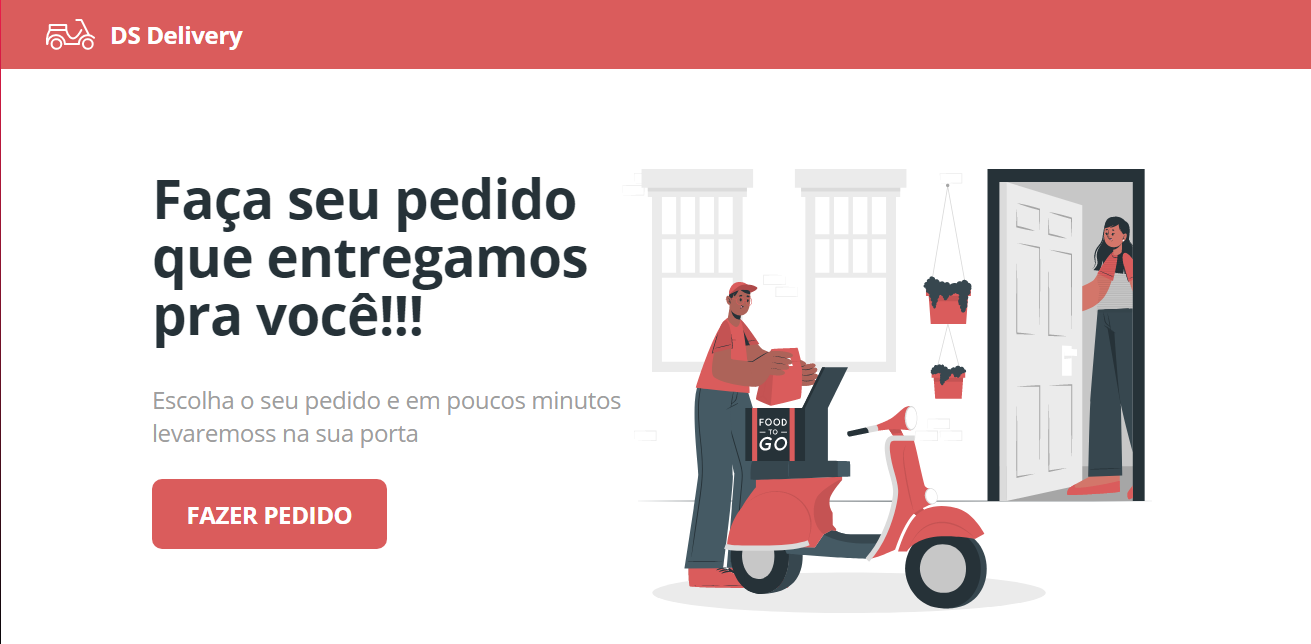 DS Delivery
Faça seu pedido
que entregamos
pra você!!!
Escolha o seu pedido e em poucos minutos
levaremoss na sua porta
FAZER PEDIDO
FOOD
TO
GO